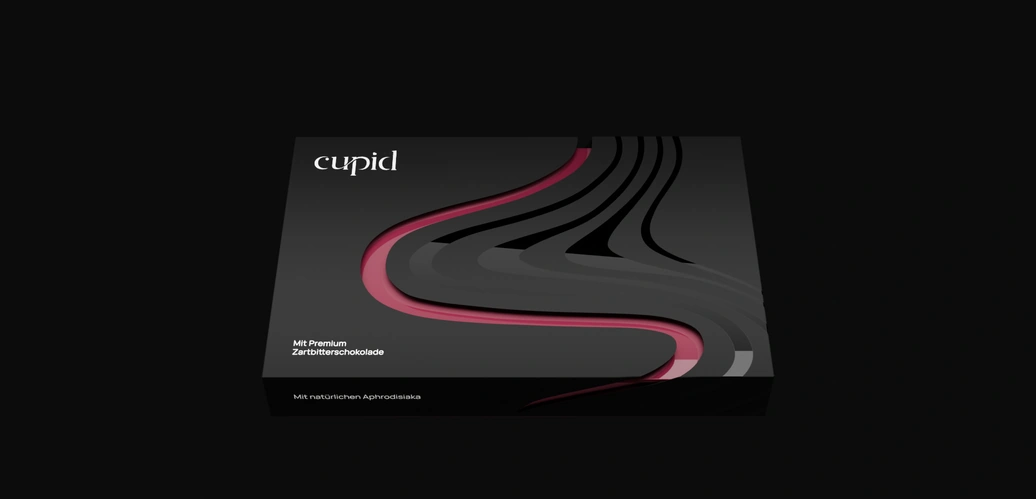 cupid
Mit Premium
Zartbitterschokolade
Mit natürlichen Aphrodisiaka